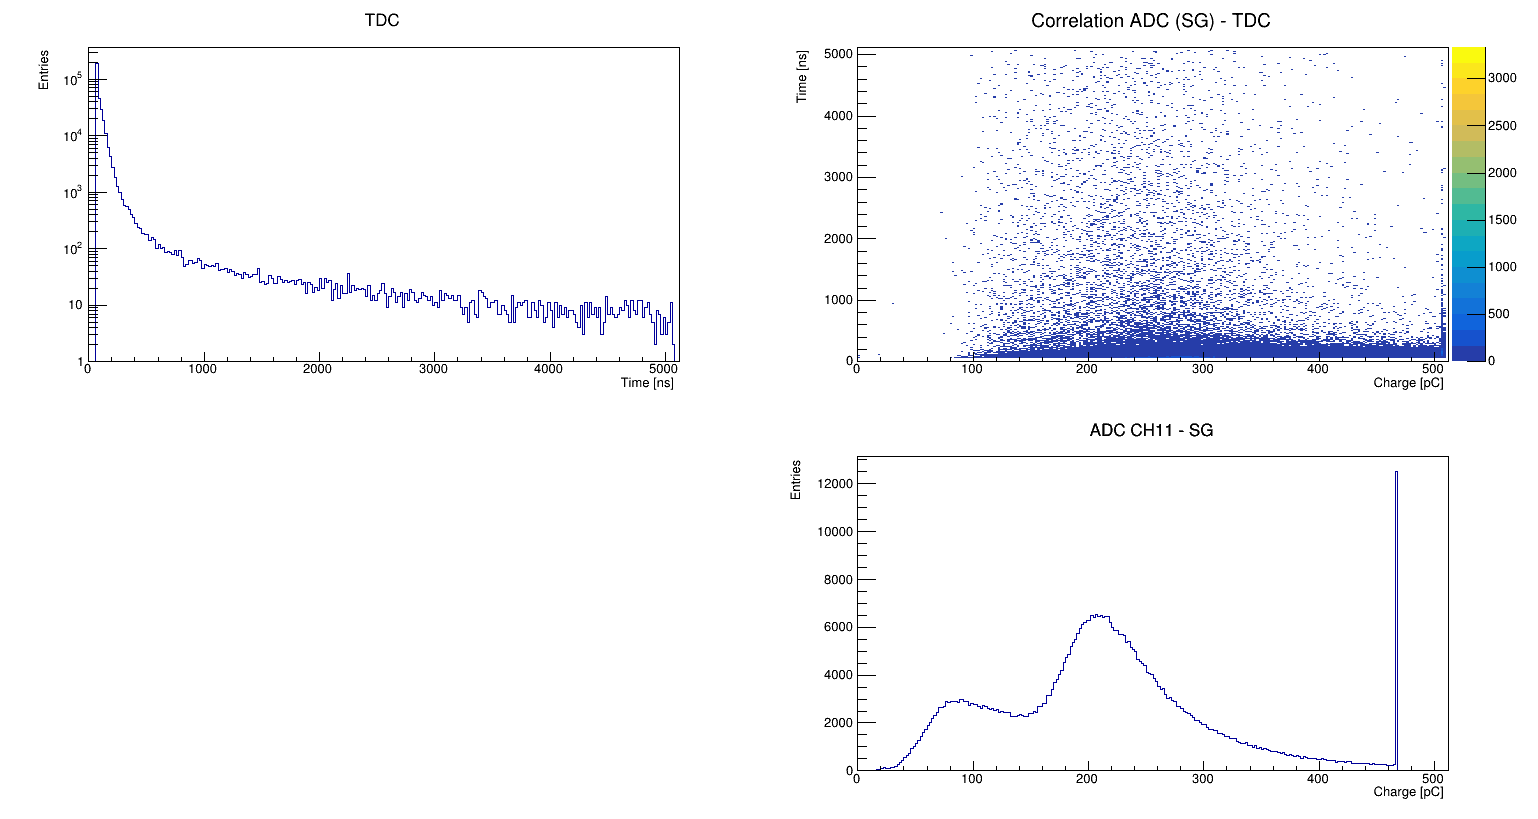 TDC
Entries
10^5
10^4
10^3
10^2
10
1
0 1000 2000 3000 4000 5000
Time [ns]
Correlation ADC (SG) - TDC
Time [ns]
5000
4000
3000
2000
1000
0
0 100 200 300 400 500
Charge [pC]
3000
2500
2000
1500
1000
500
0
ADC CH11 - SG
Entries
12000
10000
8000
6000
4000
2000
0
0 100 200 300 400 500
Charge [pC]